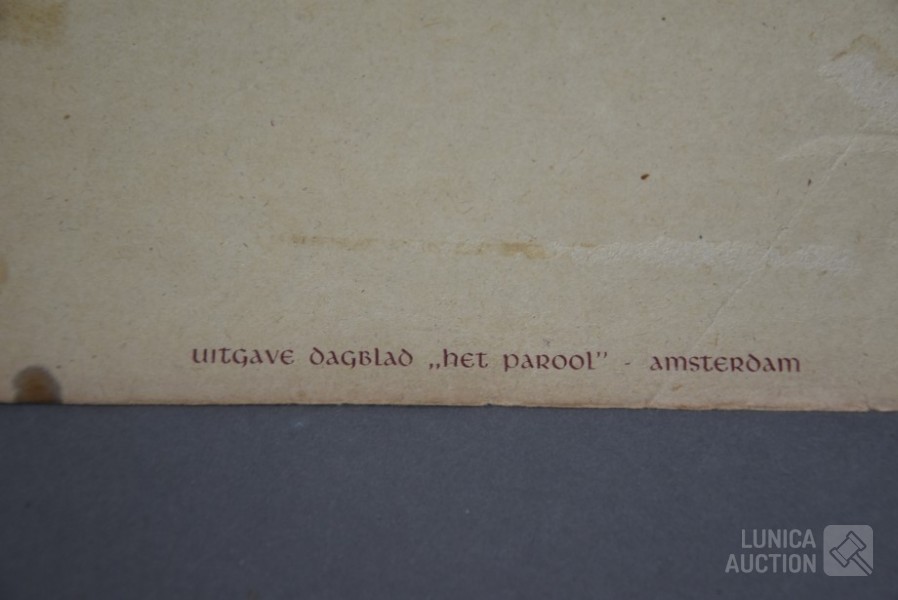 uitgave dagblad „het parool” - amsterdam
LUNICA
AUCTION